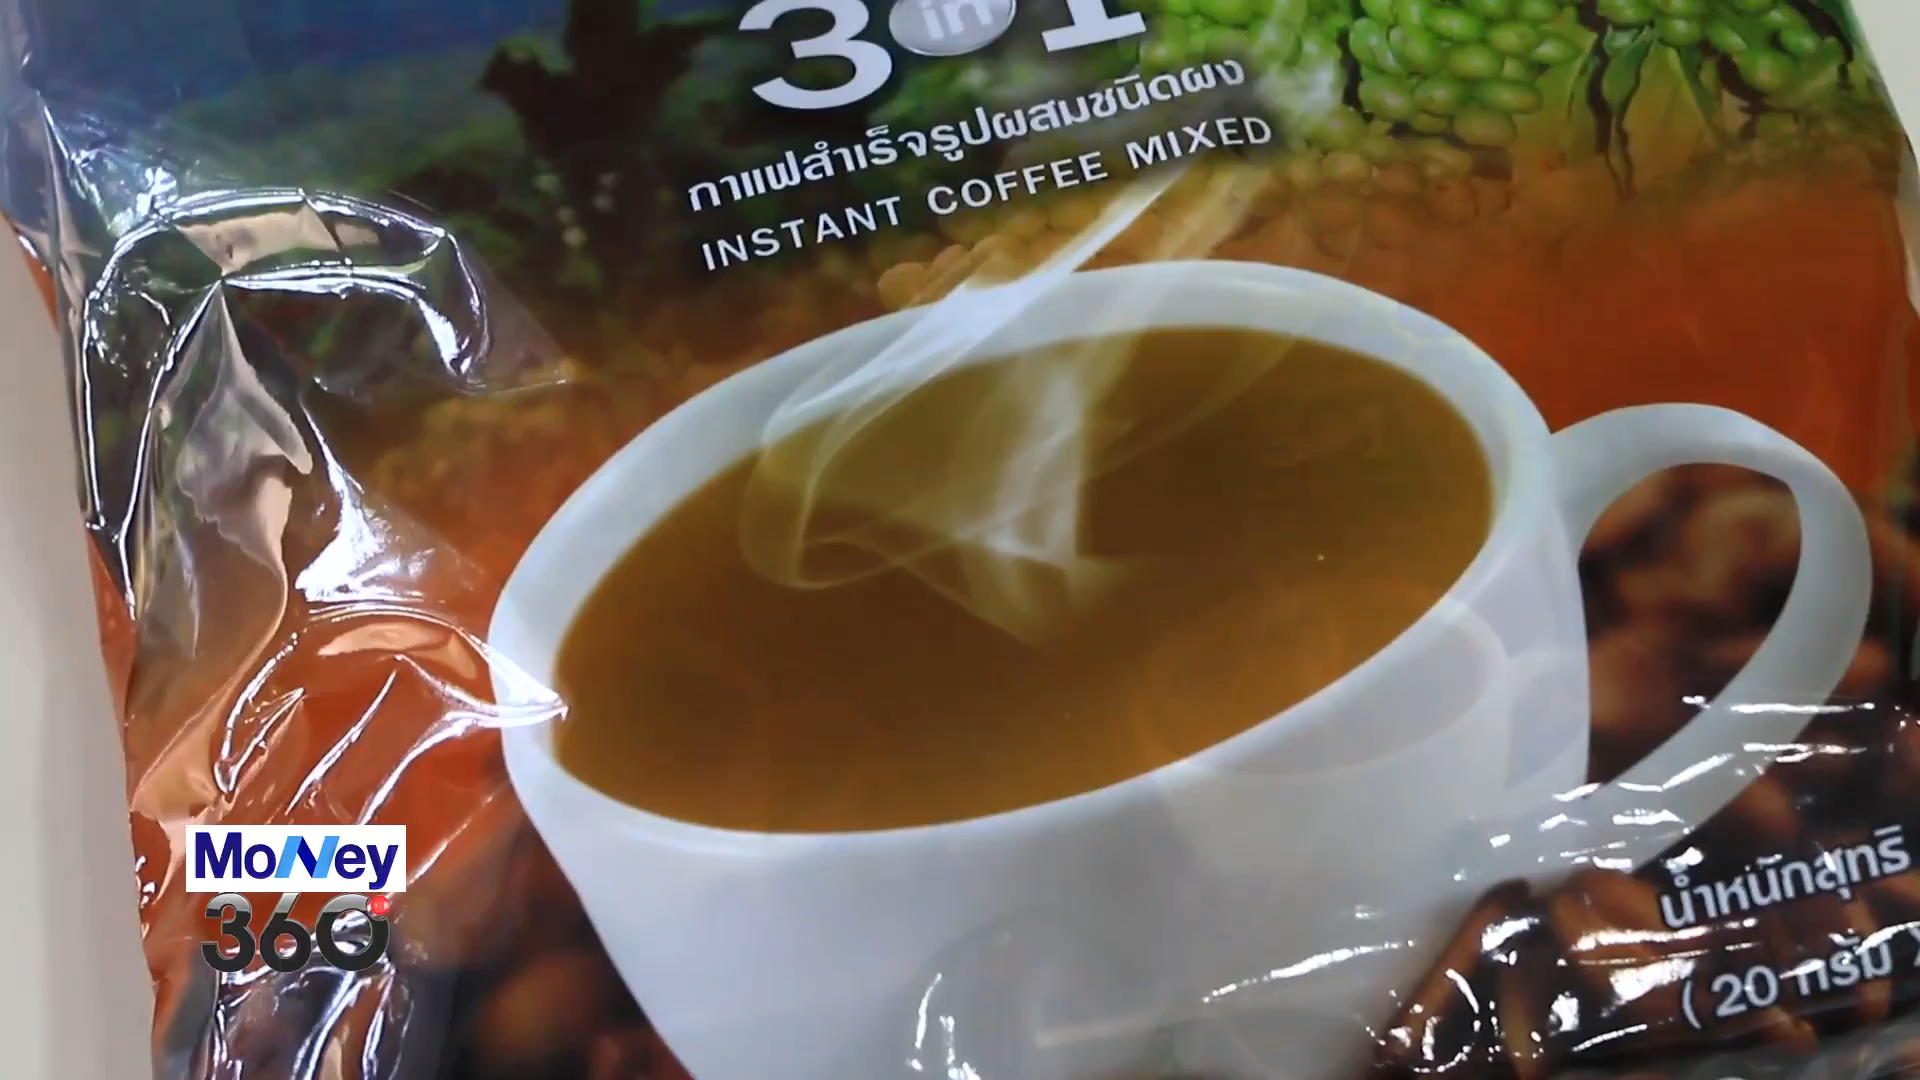 3 in 1
กาแฟสำเร็จรูปผสมชนิดผง
INSTANT COFFEE MIXED
น้ำหนักสุทธิ
( 20 กรัม X
Money
360°